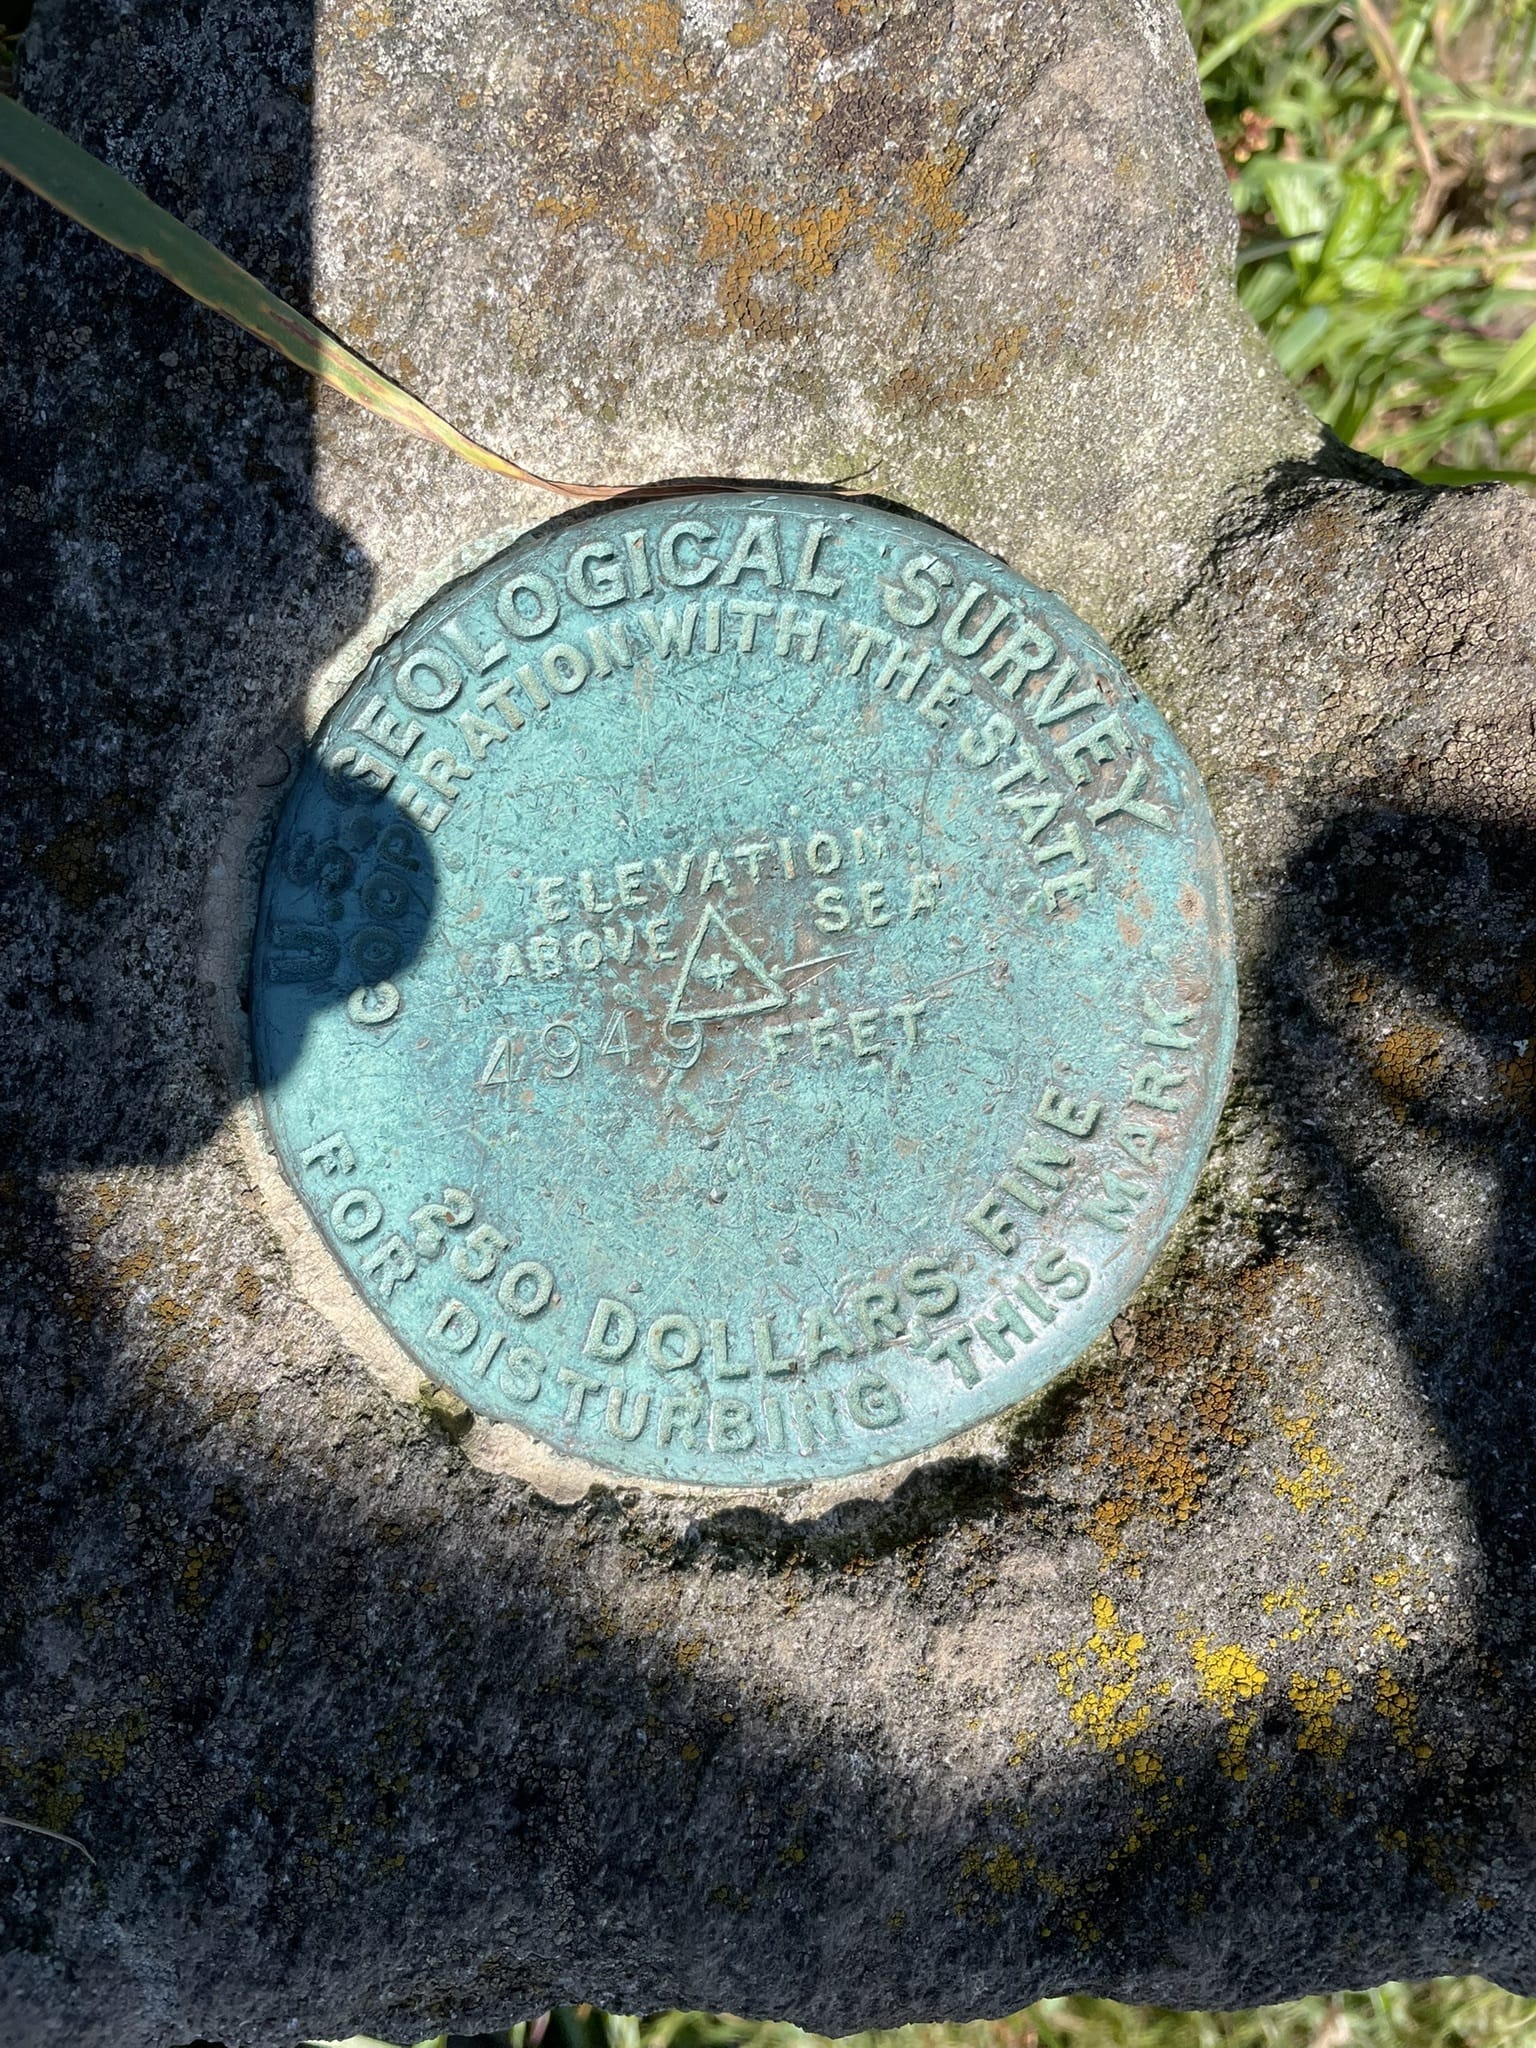 U.S. GEOLOGICAL SURVEY
COOPERATION WITH THE STATE
ELEVATION
ABOVE SEA
4949 FEET
250 DOLLARS FINE
FOR DISTURBING THIS MARK